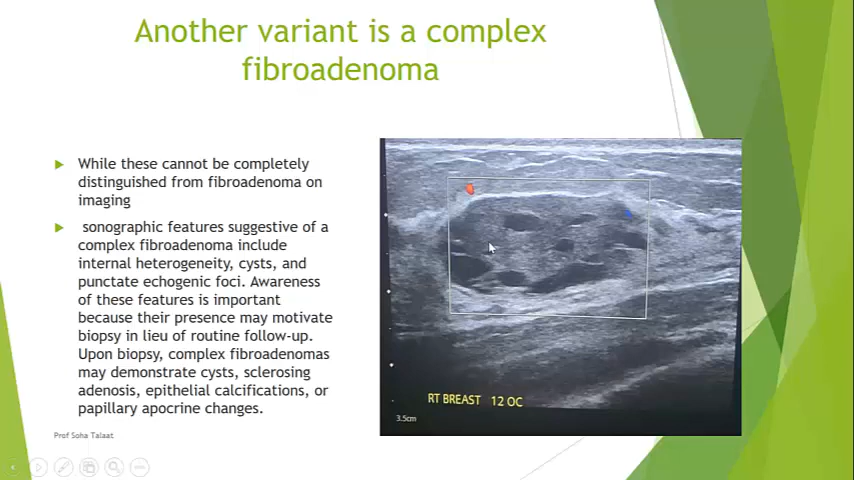 Another variant is a complex
fibroadenoma
While these cannot be completely
distinguished from fibroadenoma on
imaging
sonographic features suggestive of a
complex fibroadenoma include
internal heterogeneity, cysts, and
punctate echogenic foci. Awareness
of these features is important
because their presence may motivate
biopsy in lieu of routine follow-up.
Upon biopsy, complex fibroadenomas
may demonstrate cysts, sclerosing
adenosis, epithelial calcifications, or
papillary apocrine changes.
Prof Soha Talaat
RT BREAST 12 OC
3.5cm